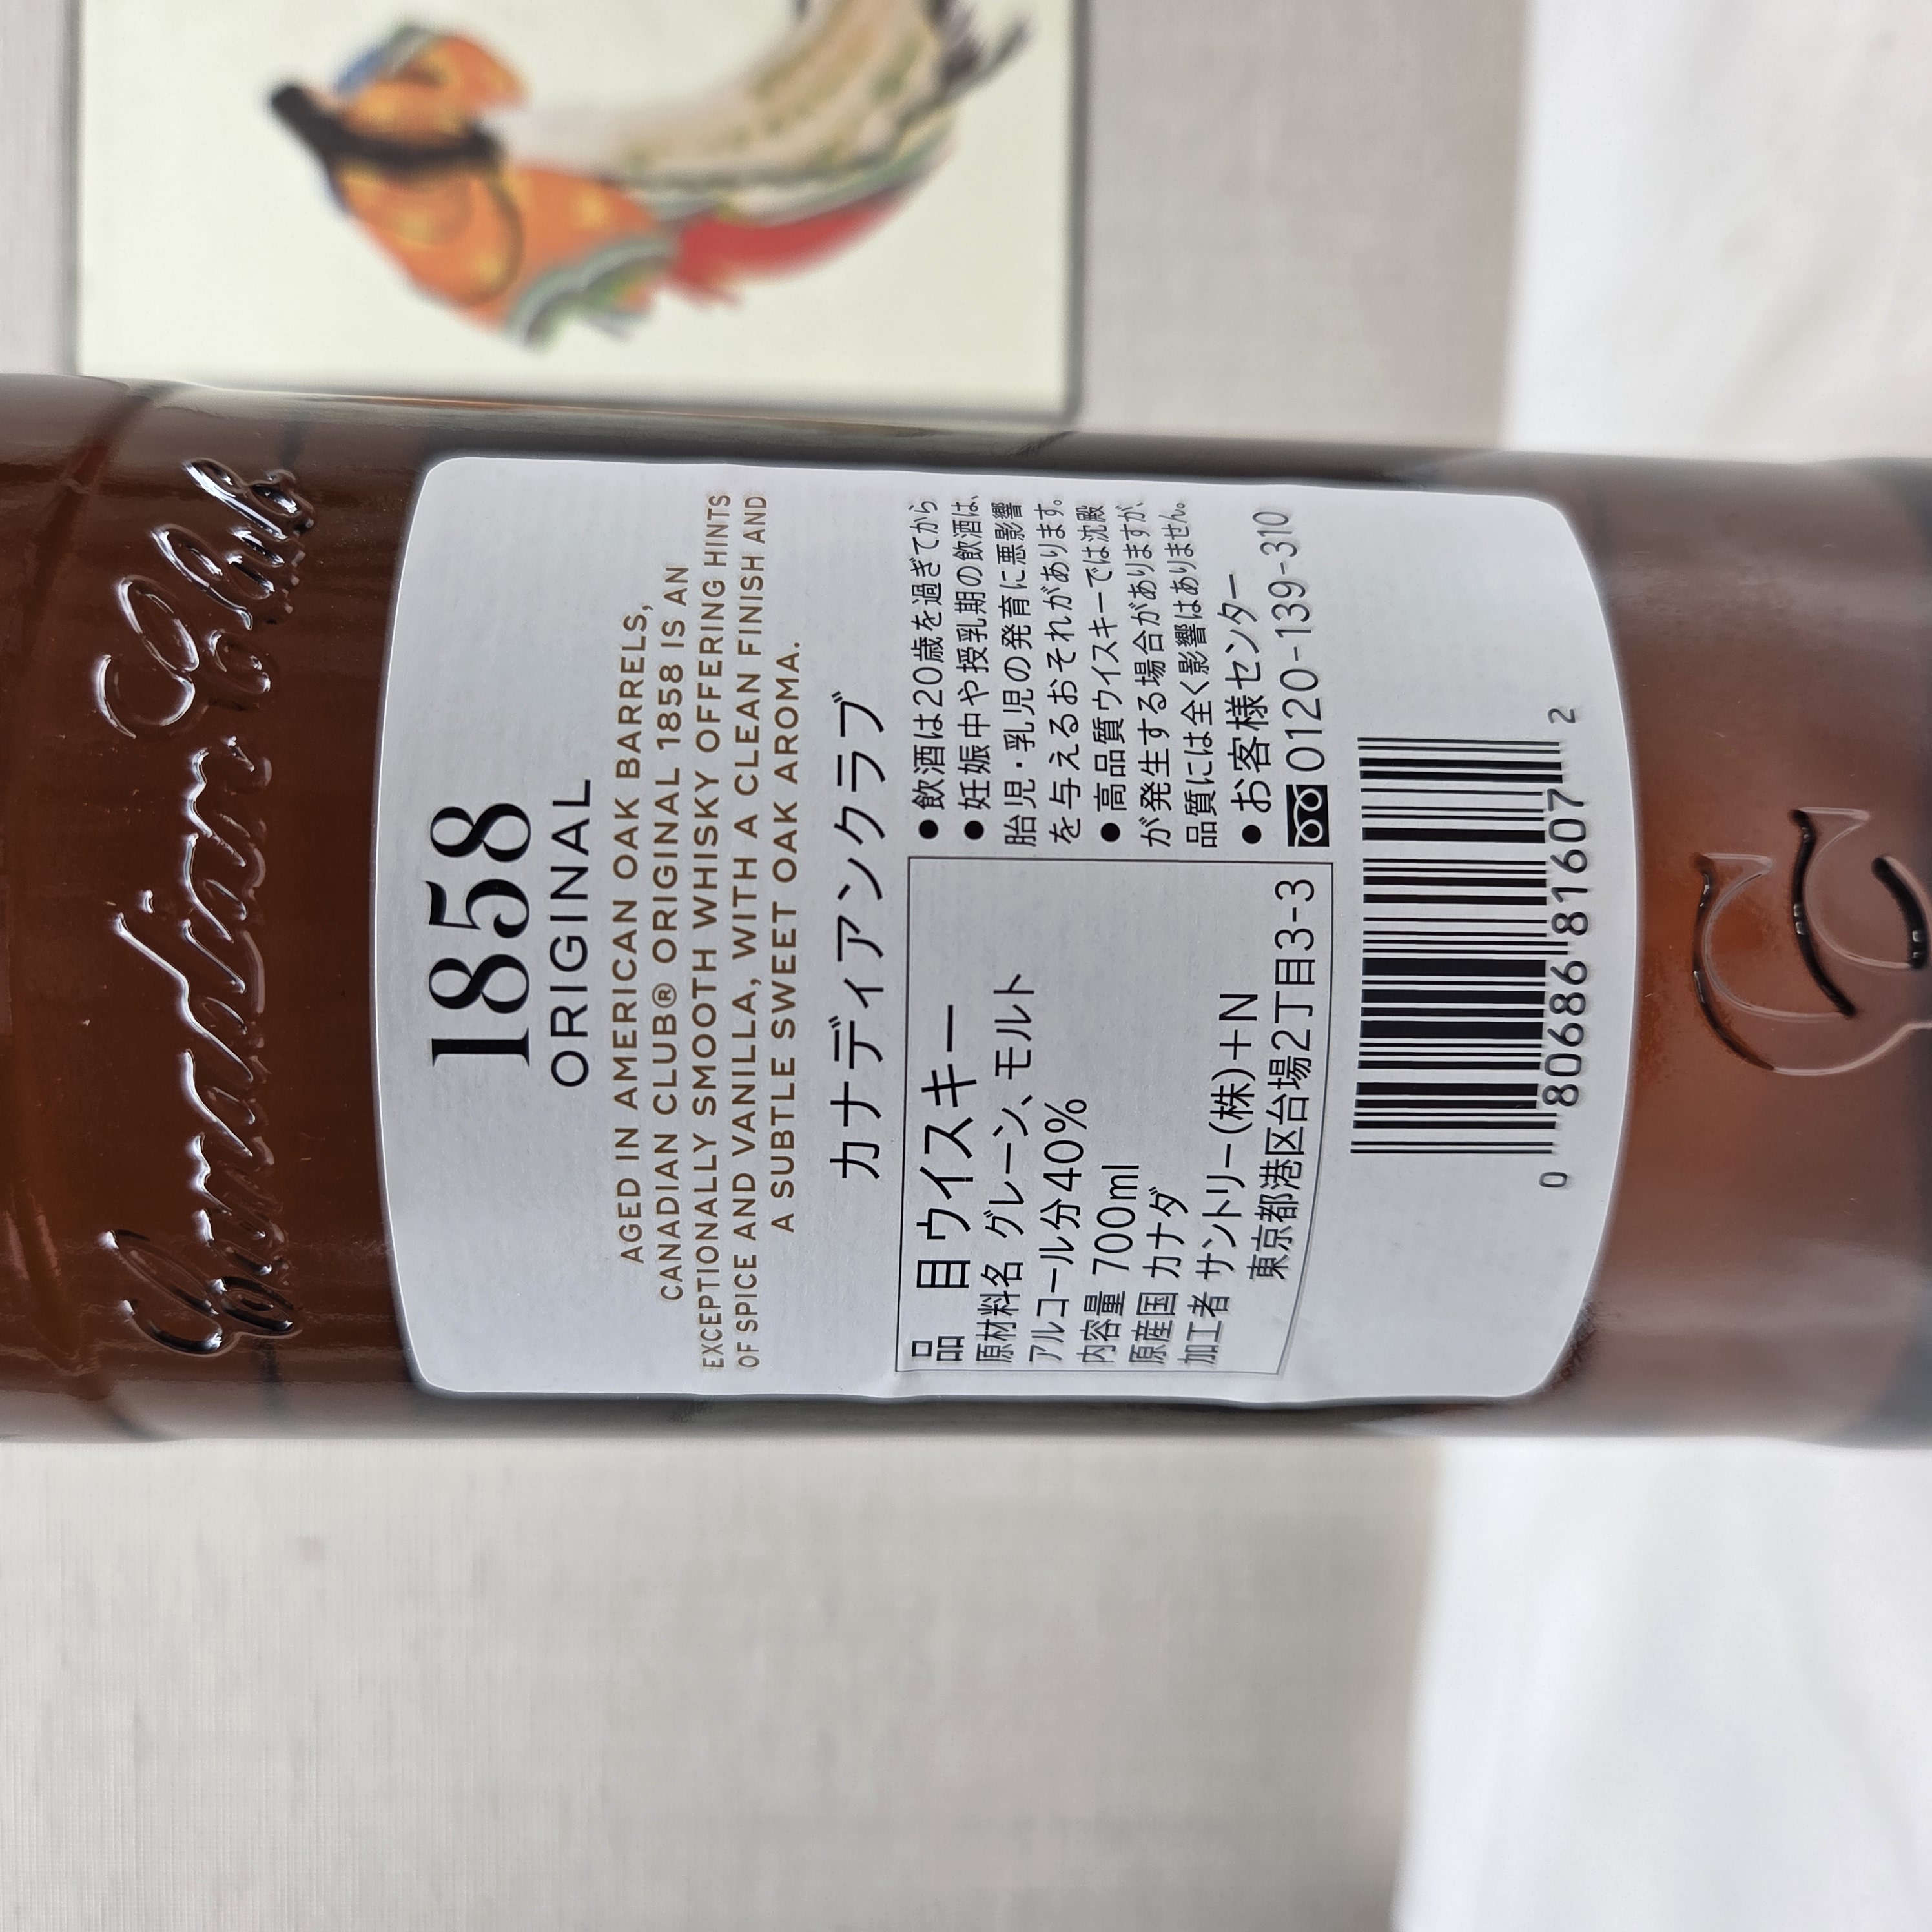 Canadian Club
1858
ORIGINAL
AGED IN AMERICAN OAK BARRELS,
CANADIAN CLUB® ORIGINAL 1858 IS AN
EXCEPTIONALLY SMOOTH WHISKY OFFERING HINTS
OF SPICE AND VANILLA, WITH A CLEAN FINISH AND
A SUBTLE SWEET OAK AROMA.
カナディアンクラブ
品 目 ウイスキー
原材料名 グレーン、モルト
アルコール分 40%
内容量 700ml
原産国 カナダ
加工者 サントリー(株)+N
東京都港区台場2丁目3-3
●飲酒は20歳を過ぎてから
●妊娠中や授乳期の飲酒は、
胎児・乳児の発育に悪影響
を与えるおそれがあります。
●高品質ウイスキーでは沈殿
が発生する場合がありますが、
品質には全く影響はありません。
●お客様センター
0120-139-310
0 80686 81607 2
CC